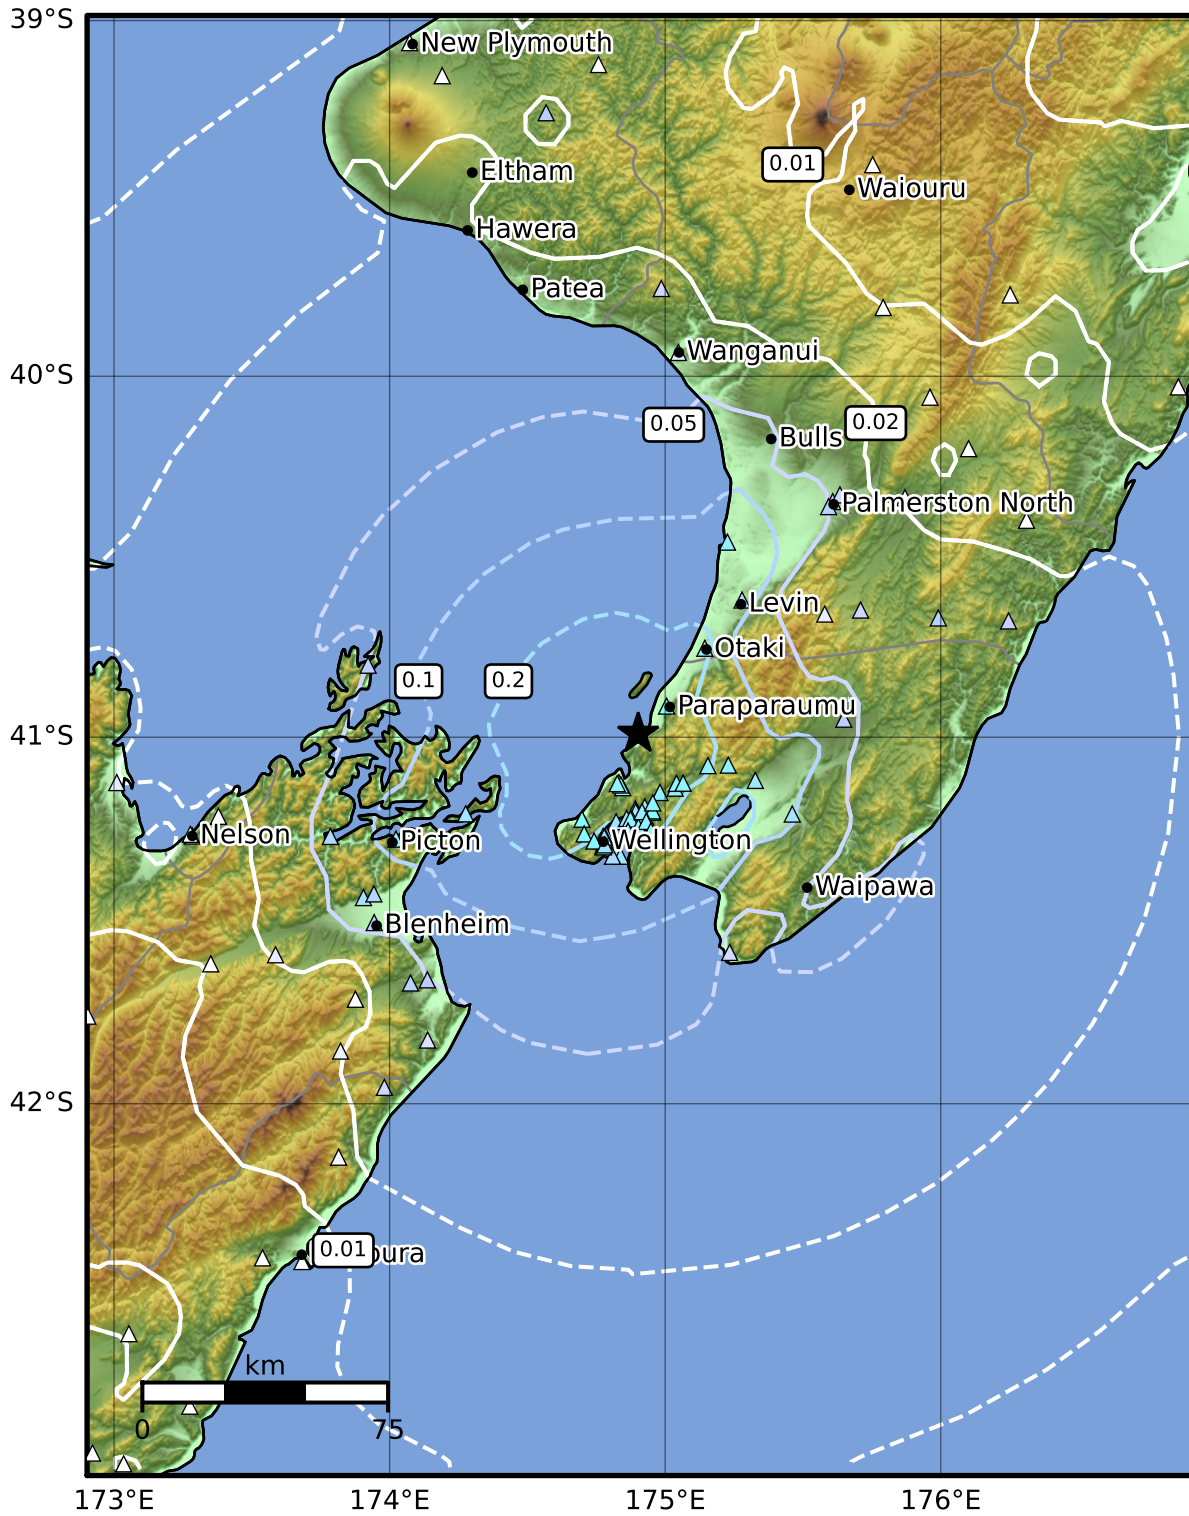 39°S
New Plymouth
0.01
Eltham
Waiouru
Hawera
Patea
Wanganui
40°S
0.05
0.02
Bulls
Palmerston North
Levin
Otaki
0.1
0.2
Paraparaumu
41°S
Nelson
Picton
Wellington
Waipawa
Blenheim
42°S
0.01
oura
km
0
75
173°E
174°E
175°E
176°E